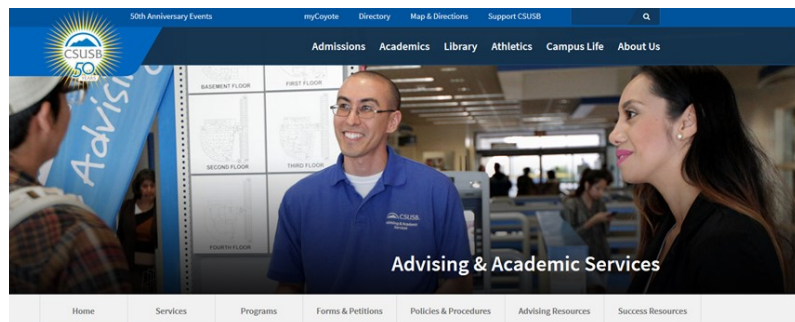 50th Anniversary Events myCoyote Directory Map & Directions Support CSUSB
CSUSB
50
YEARS
Admissions Academics Library Athletics Campus Life About Us
Advising
BASEMENT FLOOR FIRST FLOOR
SECOND FLOOR THIRD FLOOR
FOURTH FLOOR
CSUSB
Advising & Academic Services
Home Services Programs Forms & Petitions Policies & Procedures Advising Resources Success Resources